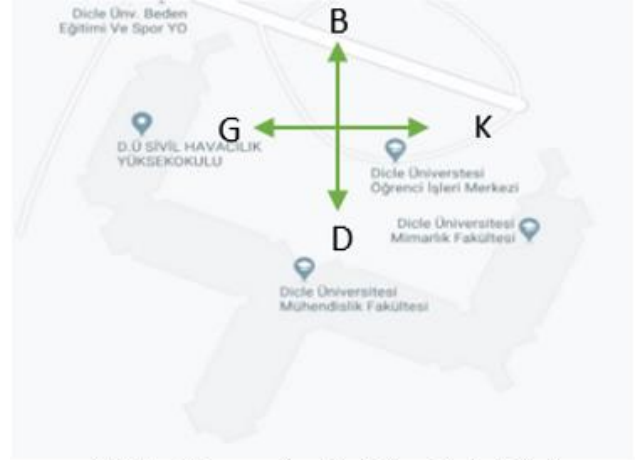 Dicle Ünv. Beden
Eğitimi Ve Spor YO
B
G
K
D.Ü SİVİL HAVACILIK
YÜKSEKOKULU
Dicle Üniverstesi
Öğrenci İşleri Merkezi
Dicle Üniversitesi
Mimarlık Fakültesi
D
Dicle Üniversitesi
Mühendislik Fakültesi